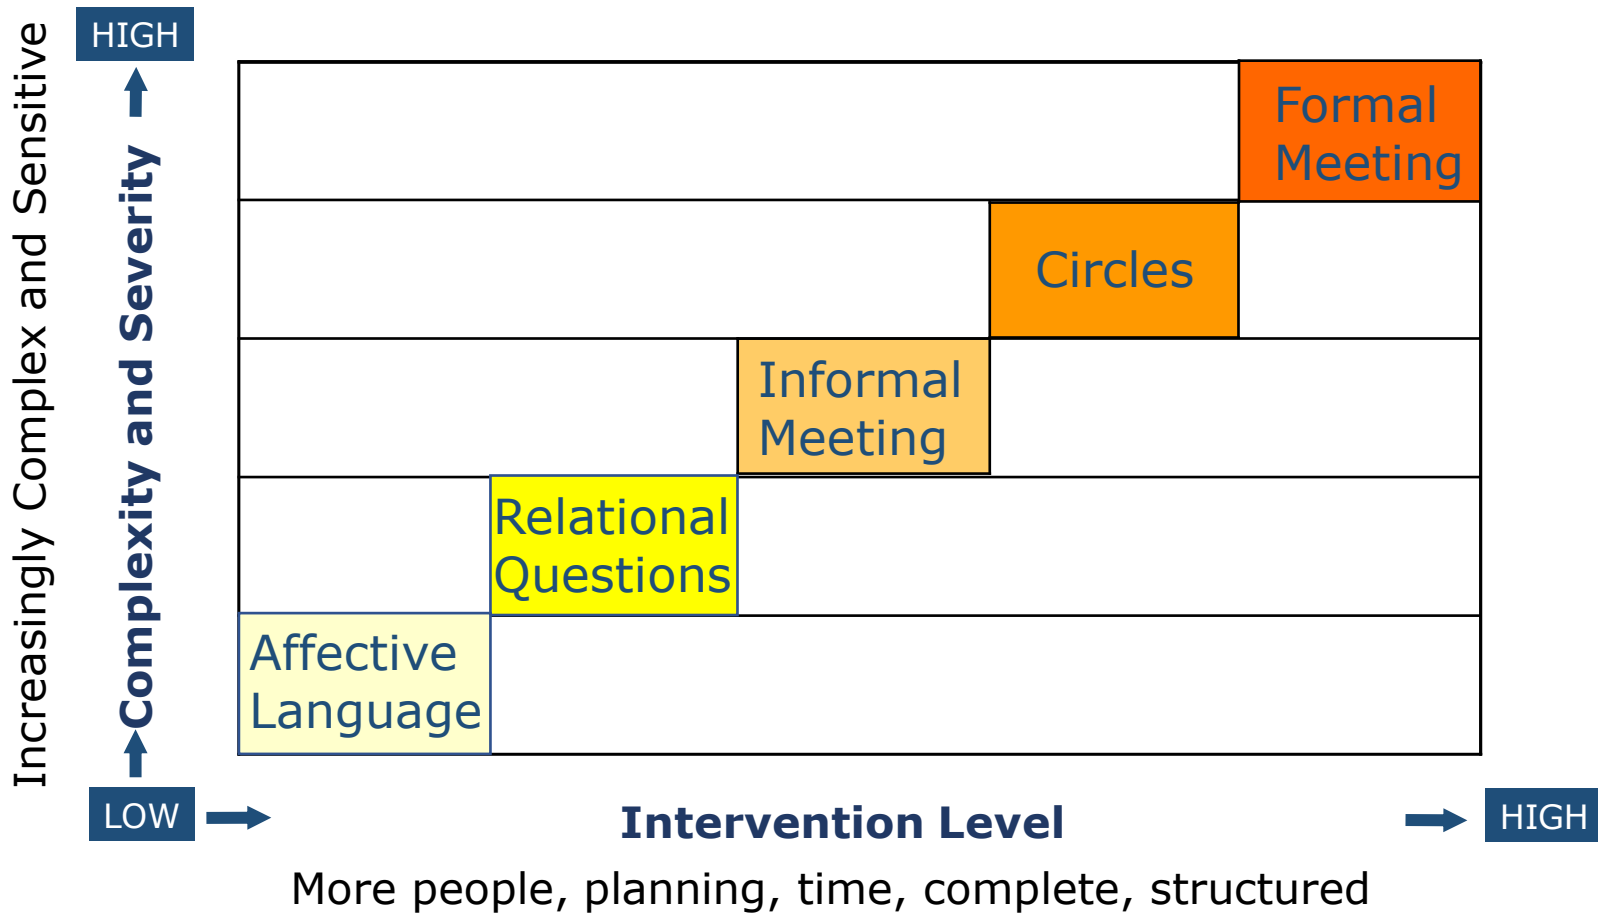 HIGH
Increasingly Complex and Sensitive
Complexity and Severity
Formal
Meeting
Circles
Informal
Meeting
Relational
Questions
Affective
Language
LOW
Intervention Level
HIGH
More people, planning, time, complete, structured